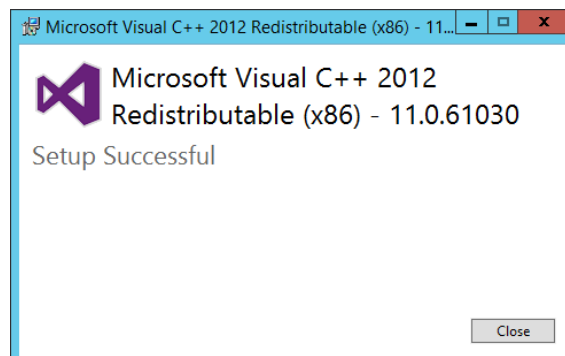 Microsoft Visual C++ 2012 Redistributable (x86) - 11...
Microsoft Visual C++ 2012
Redistributable (x86) - 11.0.61030
Setup Successful
Close